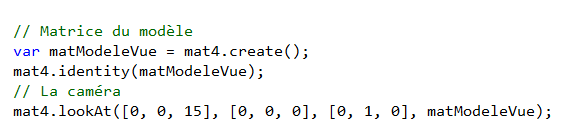 // Matrice du modèle
var matModeleVue = mat4.create();
mat4.identity(matModeleVue);
// La caméra
mat4.lookAt([0, 0, 15], [0, 0, 0], [0, 1, 0], matModeleVue);